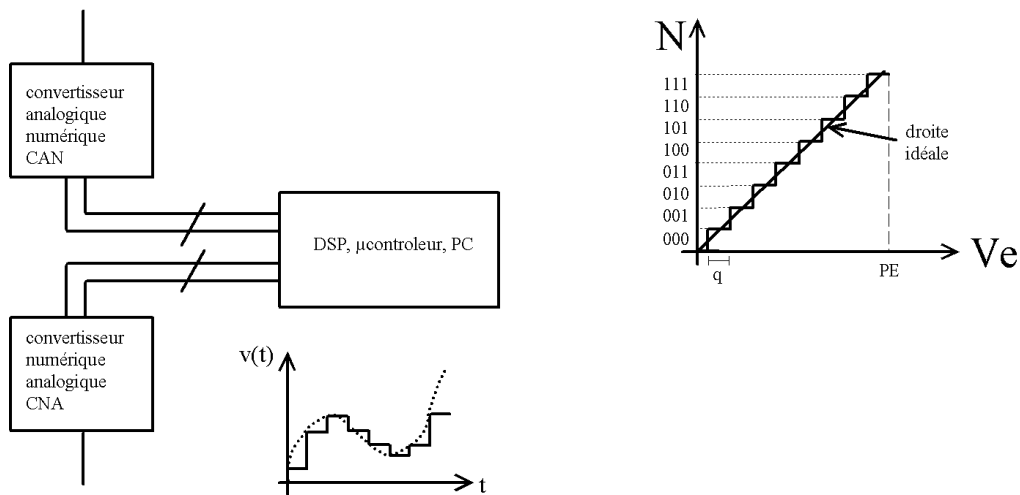 convertisseur
analogique
numérique
CAN
DSP, µcontroleur, PC
convertisseur
numérique
analogique
CNA
v(t)
t
N
111
110
101
100
011
010
001
000
droite
idéale
q
PE
Ve